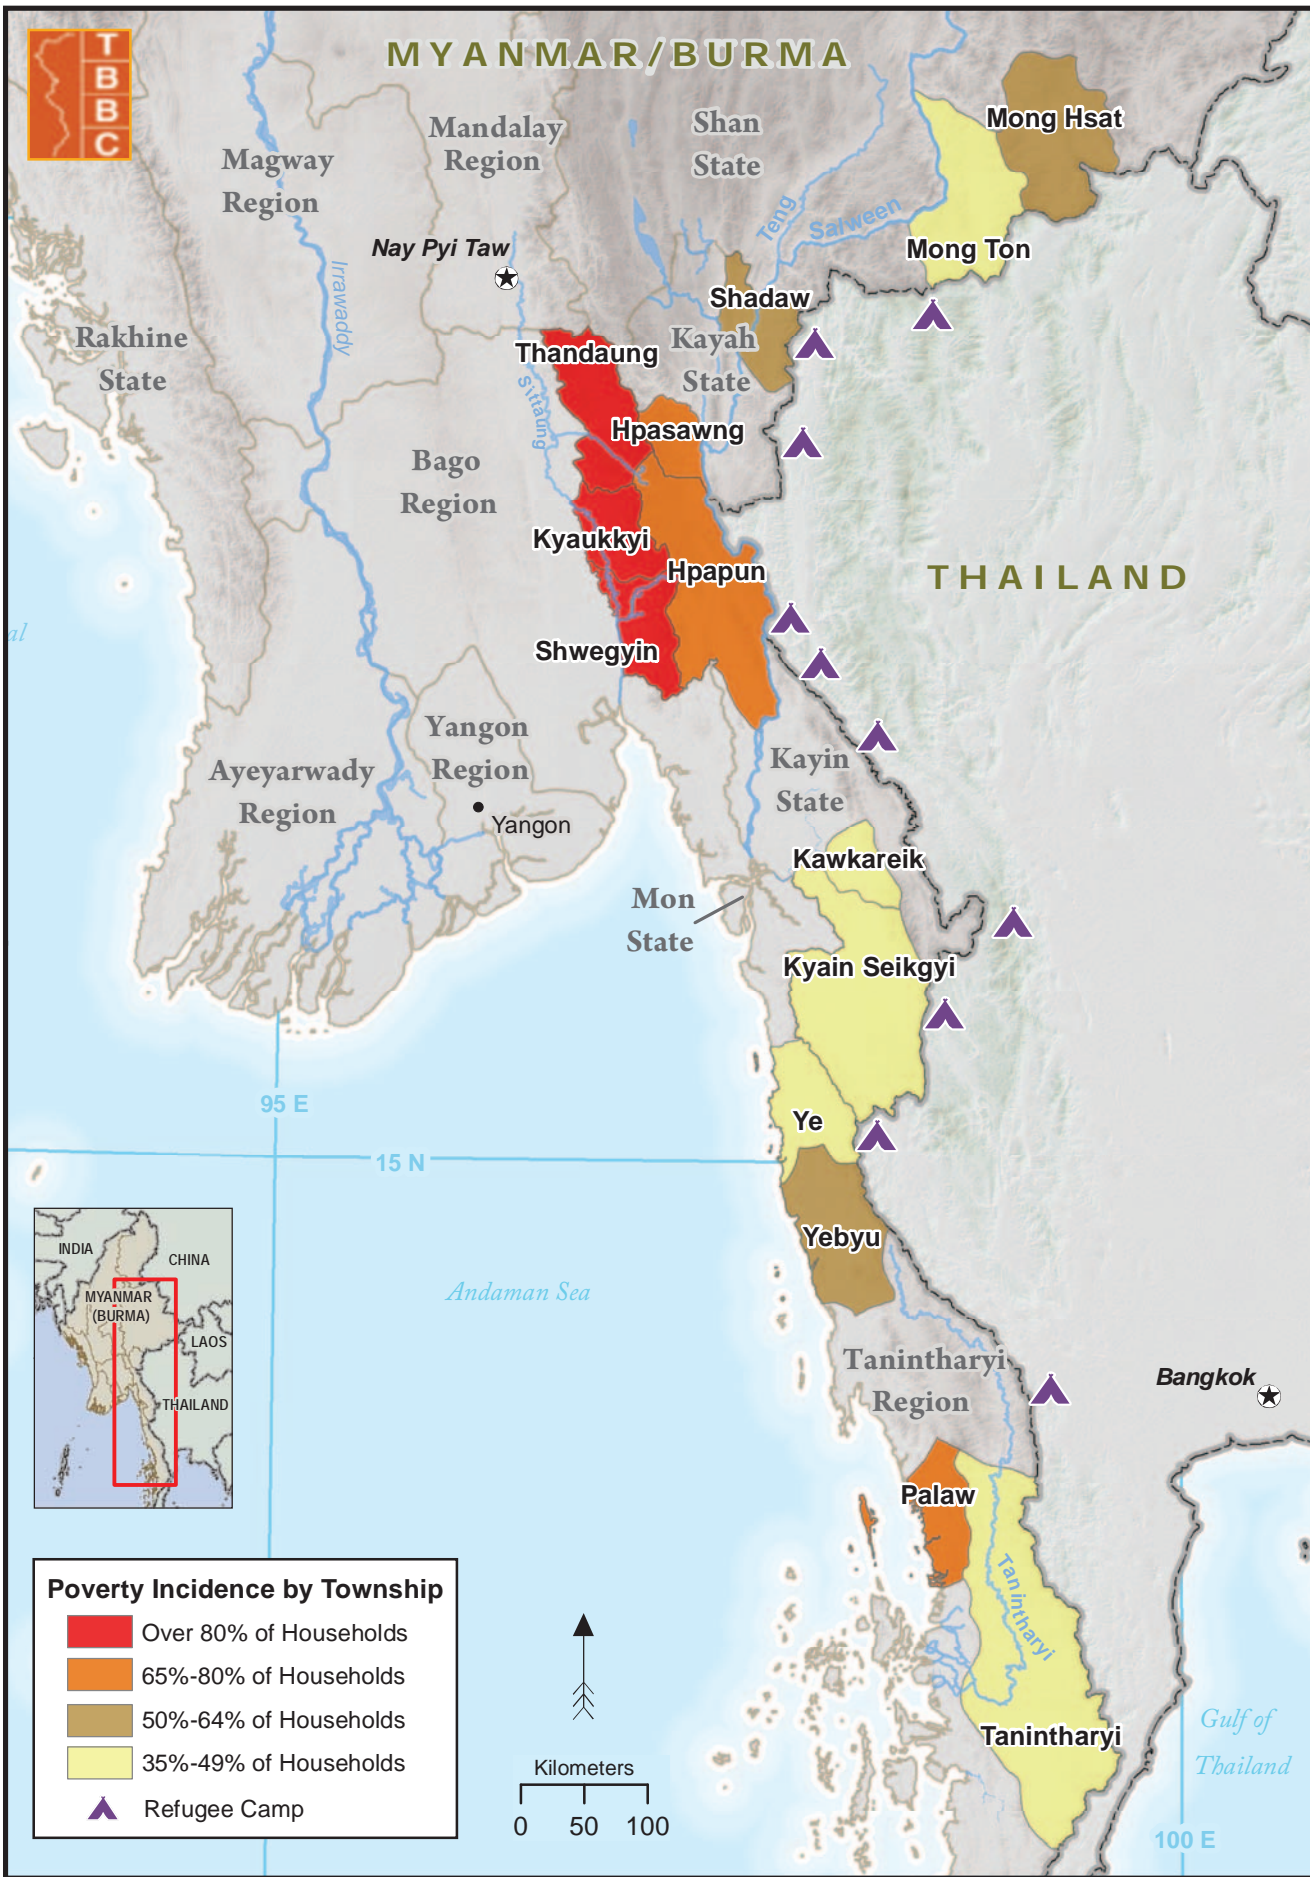 T
B
B
C
MYANMAR/BURMA
Mandalay
Region
Shan
State
Mong Hsat
Magway
Region
Teng
Salween
Mong Ton
Nay Pyi Taw
Irrawaddy
Shadaw
Rakhine
State
Thandaung
Kayah
State
Sittaung
Hpasawng
Bago
Region
Kyaukkyi
Hpapun
THAILAND
al
Shwegyin
Yangon
Region
Ayeyarwady
Region
Kayin
State
Yangon
Kawkareik
Mon
State
Kyain Seikgyi
95 E
Ye
15 N
Yebyu
INDIA
CHINA
MYANMAR
(BURMA)
LAOS
THAILAND
Andaman Sea
Tanintharyi
Region
Bangkok
Palaw
Tanintharyi
Tanintharyi
Gulf of
Thailand
100 E
Poverty Incidence by Township
Over 80% of Households
65%-80% of Households
50%-64% of Households
35%-49% of Households
Refugee Camp
Kilometers
0 50 100